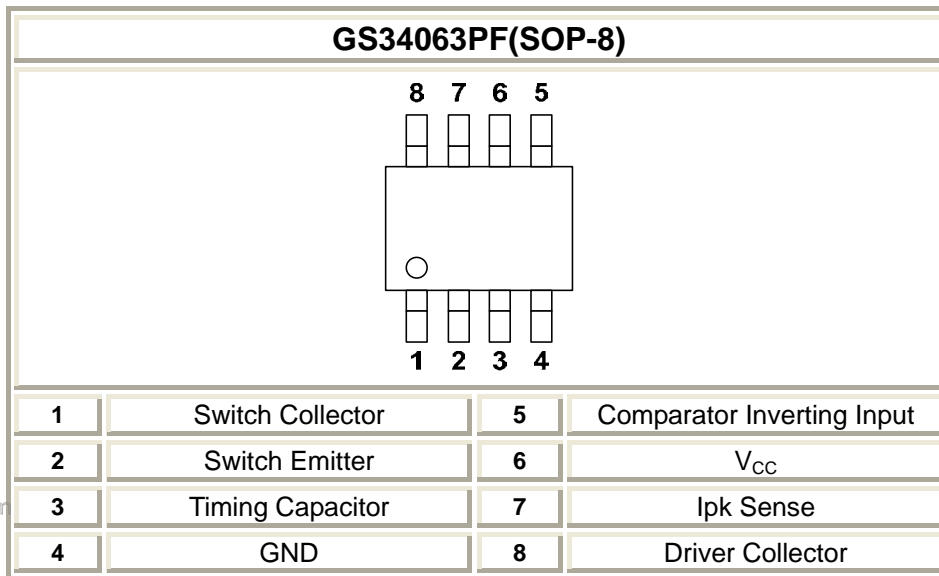 GS34063PF(SOP-8)
8 7 6 5
1 2 3 4
1 Switch Collector 5 Comparator Inverting Input
2 Switch Emitter 6 VCC
3 Timing Capacitor 7 Ipk Sense
4 GND 8 Driver Collector